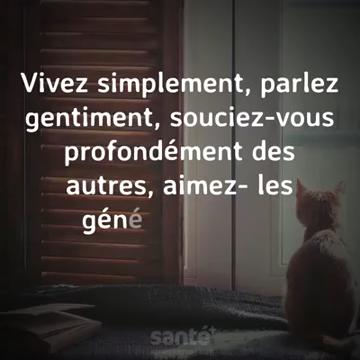 Vivez simplement, parlez
gentiment, souciez-vous
profondément des
autres, aimez- les
géné
santé+